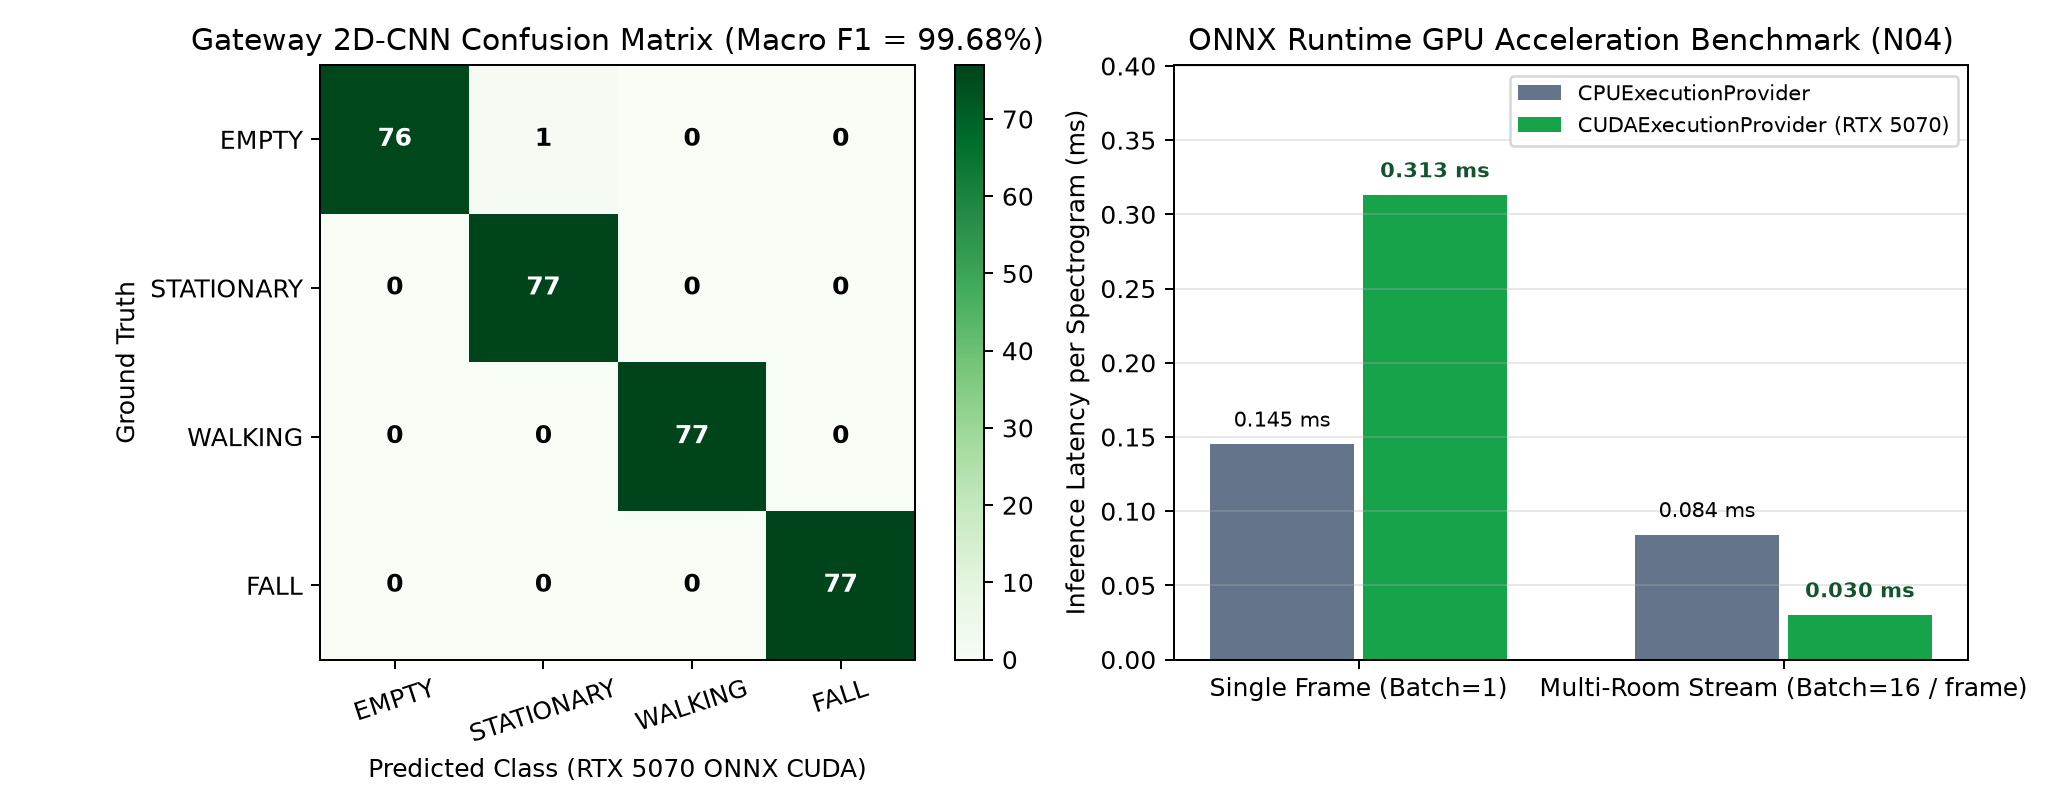 Gateway 2D-CNN Confusion Matrix (Macro F1 = 99.68%)
Ground Truth
EMPTY 76 1 0 0
STATIONARY 0 77 0 0
WALKING 0 0 77 0
FALL 0 0 0 77
EMPTY STATIONARY WALKING FALL
Predicted Class (RTX 5070 ONNX CUDA)
70
60
50
40
30
20
10
0
ONNX Runtime GPU Acceleration Benchmark (N04)
Inference Latency per Spectrogram (ms)
0.40
0.35
0.30
0.25
0.20
0.15
0.10
0.05
0.00
CPUExecutionProvider
CUDAExecutionProvider (RTX 5070)
0.145 ms
0.313 ms
0.084 ms
0.030 ms
Single Frame (Batch=1) Multi-Room Stream (Batch=16 / frame)